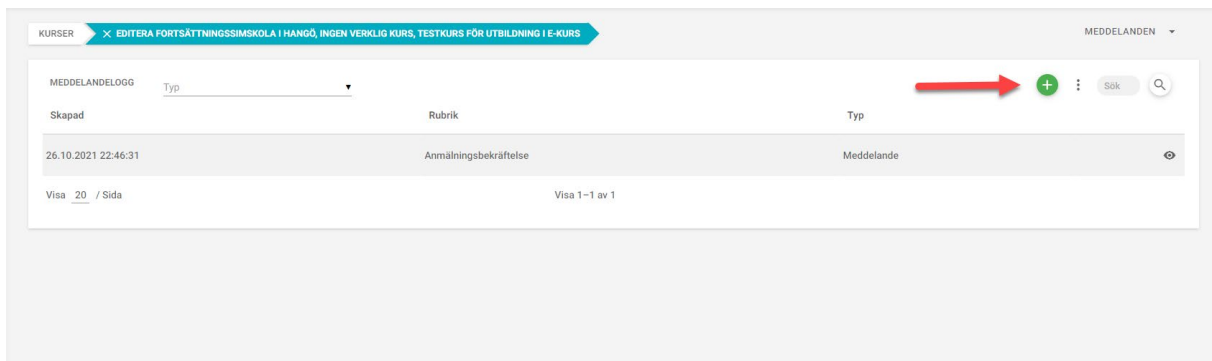 KURSER
EDITERA FORTSÄTTNINGSSIMSKOLA I HANGÖ, INGEN VERKLIG KURS, TESTKURS FÖR UTBILDNING I E-KURS
MEDDELANDEN
MEDDELANDELOGG
Typ
Sök
Skapad Rubrik Typ
26.10.2021 22:46:31 Anmälningsbekräftelse Meddelande
Visa 20 / Sida Visa 1–1 av 1